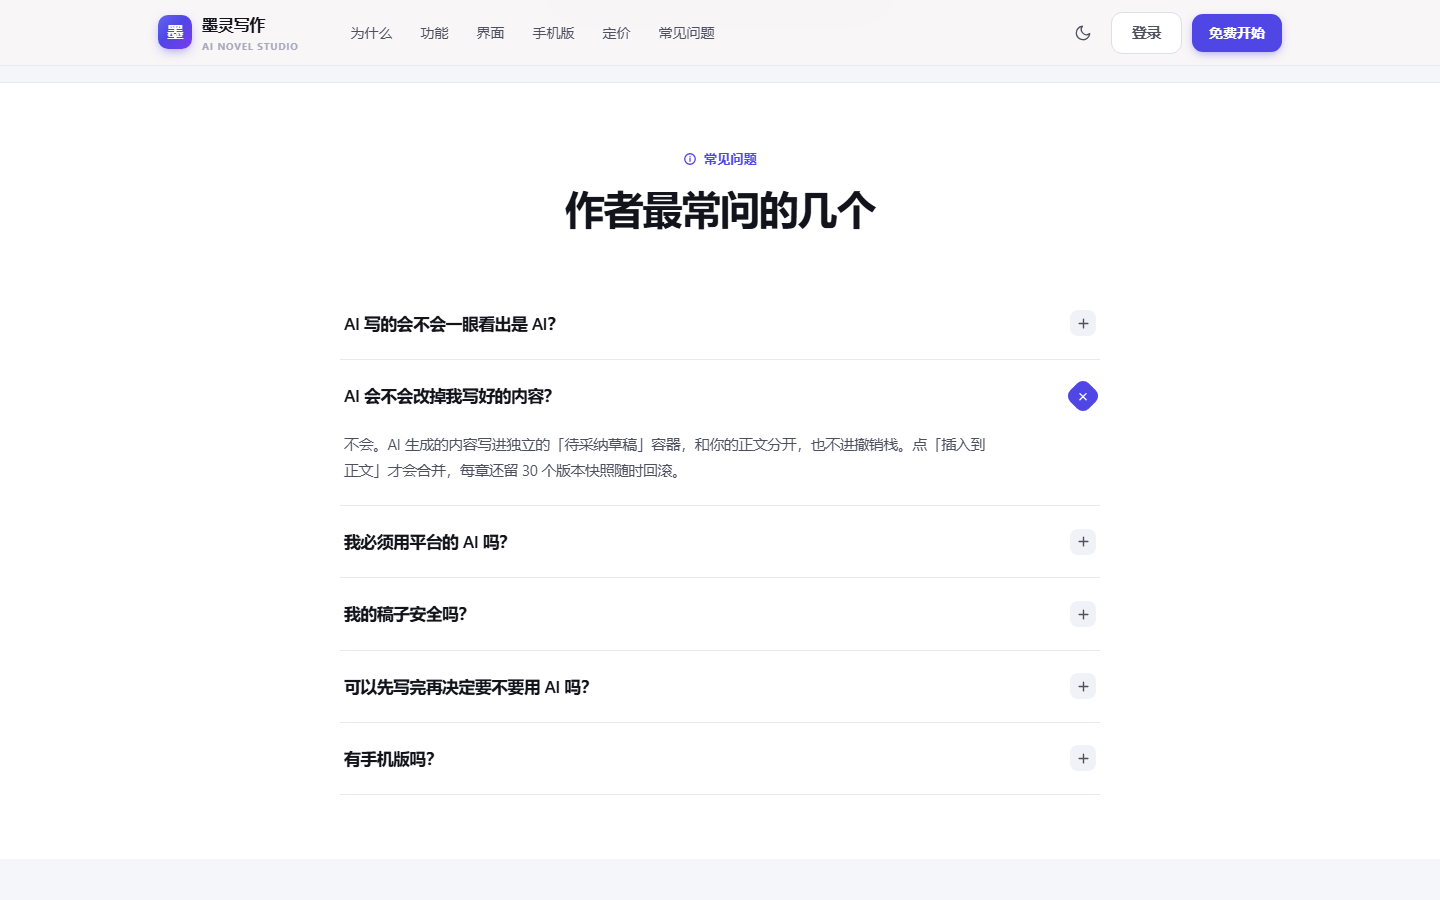 墨
墨灵写作
AI NOVEL STUDIO
为什么
功能
界面
手机版
定价
常见问题
登录
免费开始
常见问题
作者最常问的几个
AI 写的会不会一眼看出是 AI？
AI 会不会改掉我写好的内容？
不会。AI 生成的内容写进独立的「待采纳草稿」容器，和你的正文分开，也不进撤销栈。点「插入到
正文」才会合并，每章还留 30 个版本快照随时回滚。
我必须用平台的 AI 吗？
我的稿子安全吗？
可以先写完再决定要不要用 AI 吗？
有手机版吗？